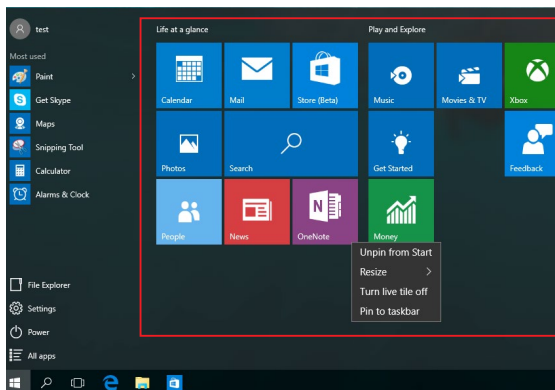 test
Most used
Paint
Get Skype
Maps
Snipping Tool
Calculator
Alarms & Clock
File Explorer
Settings
Power
All apps
Life at a glance
Play and Explore
Calendar
Mail
Store (Beta)
Music
Movies & TV
Xbox
Photos
Search
Get Started
Feedback
People
News
OneNote
Money
Unpin from Start
Resize
Turn live tile off
Pin to taskbar